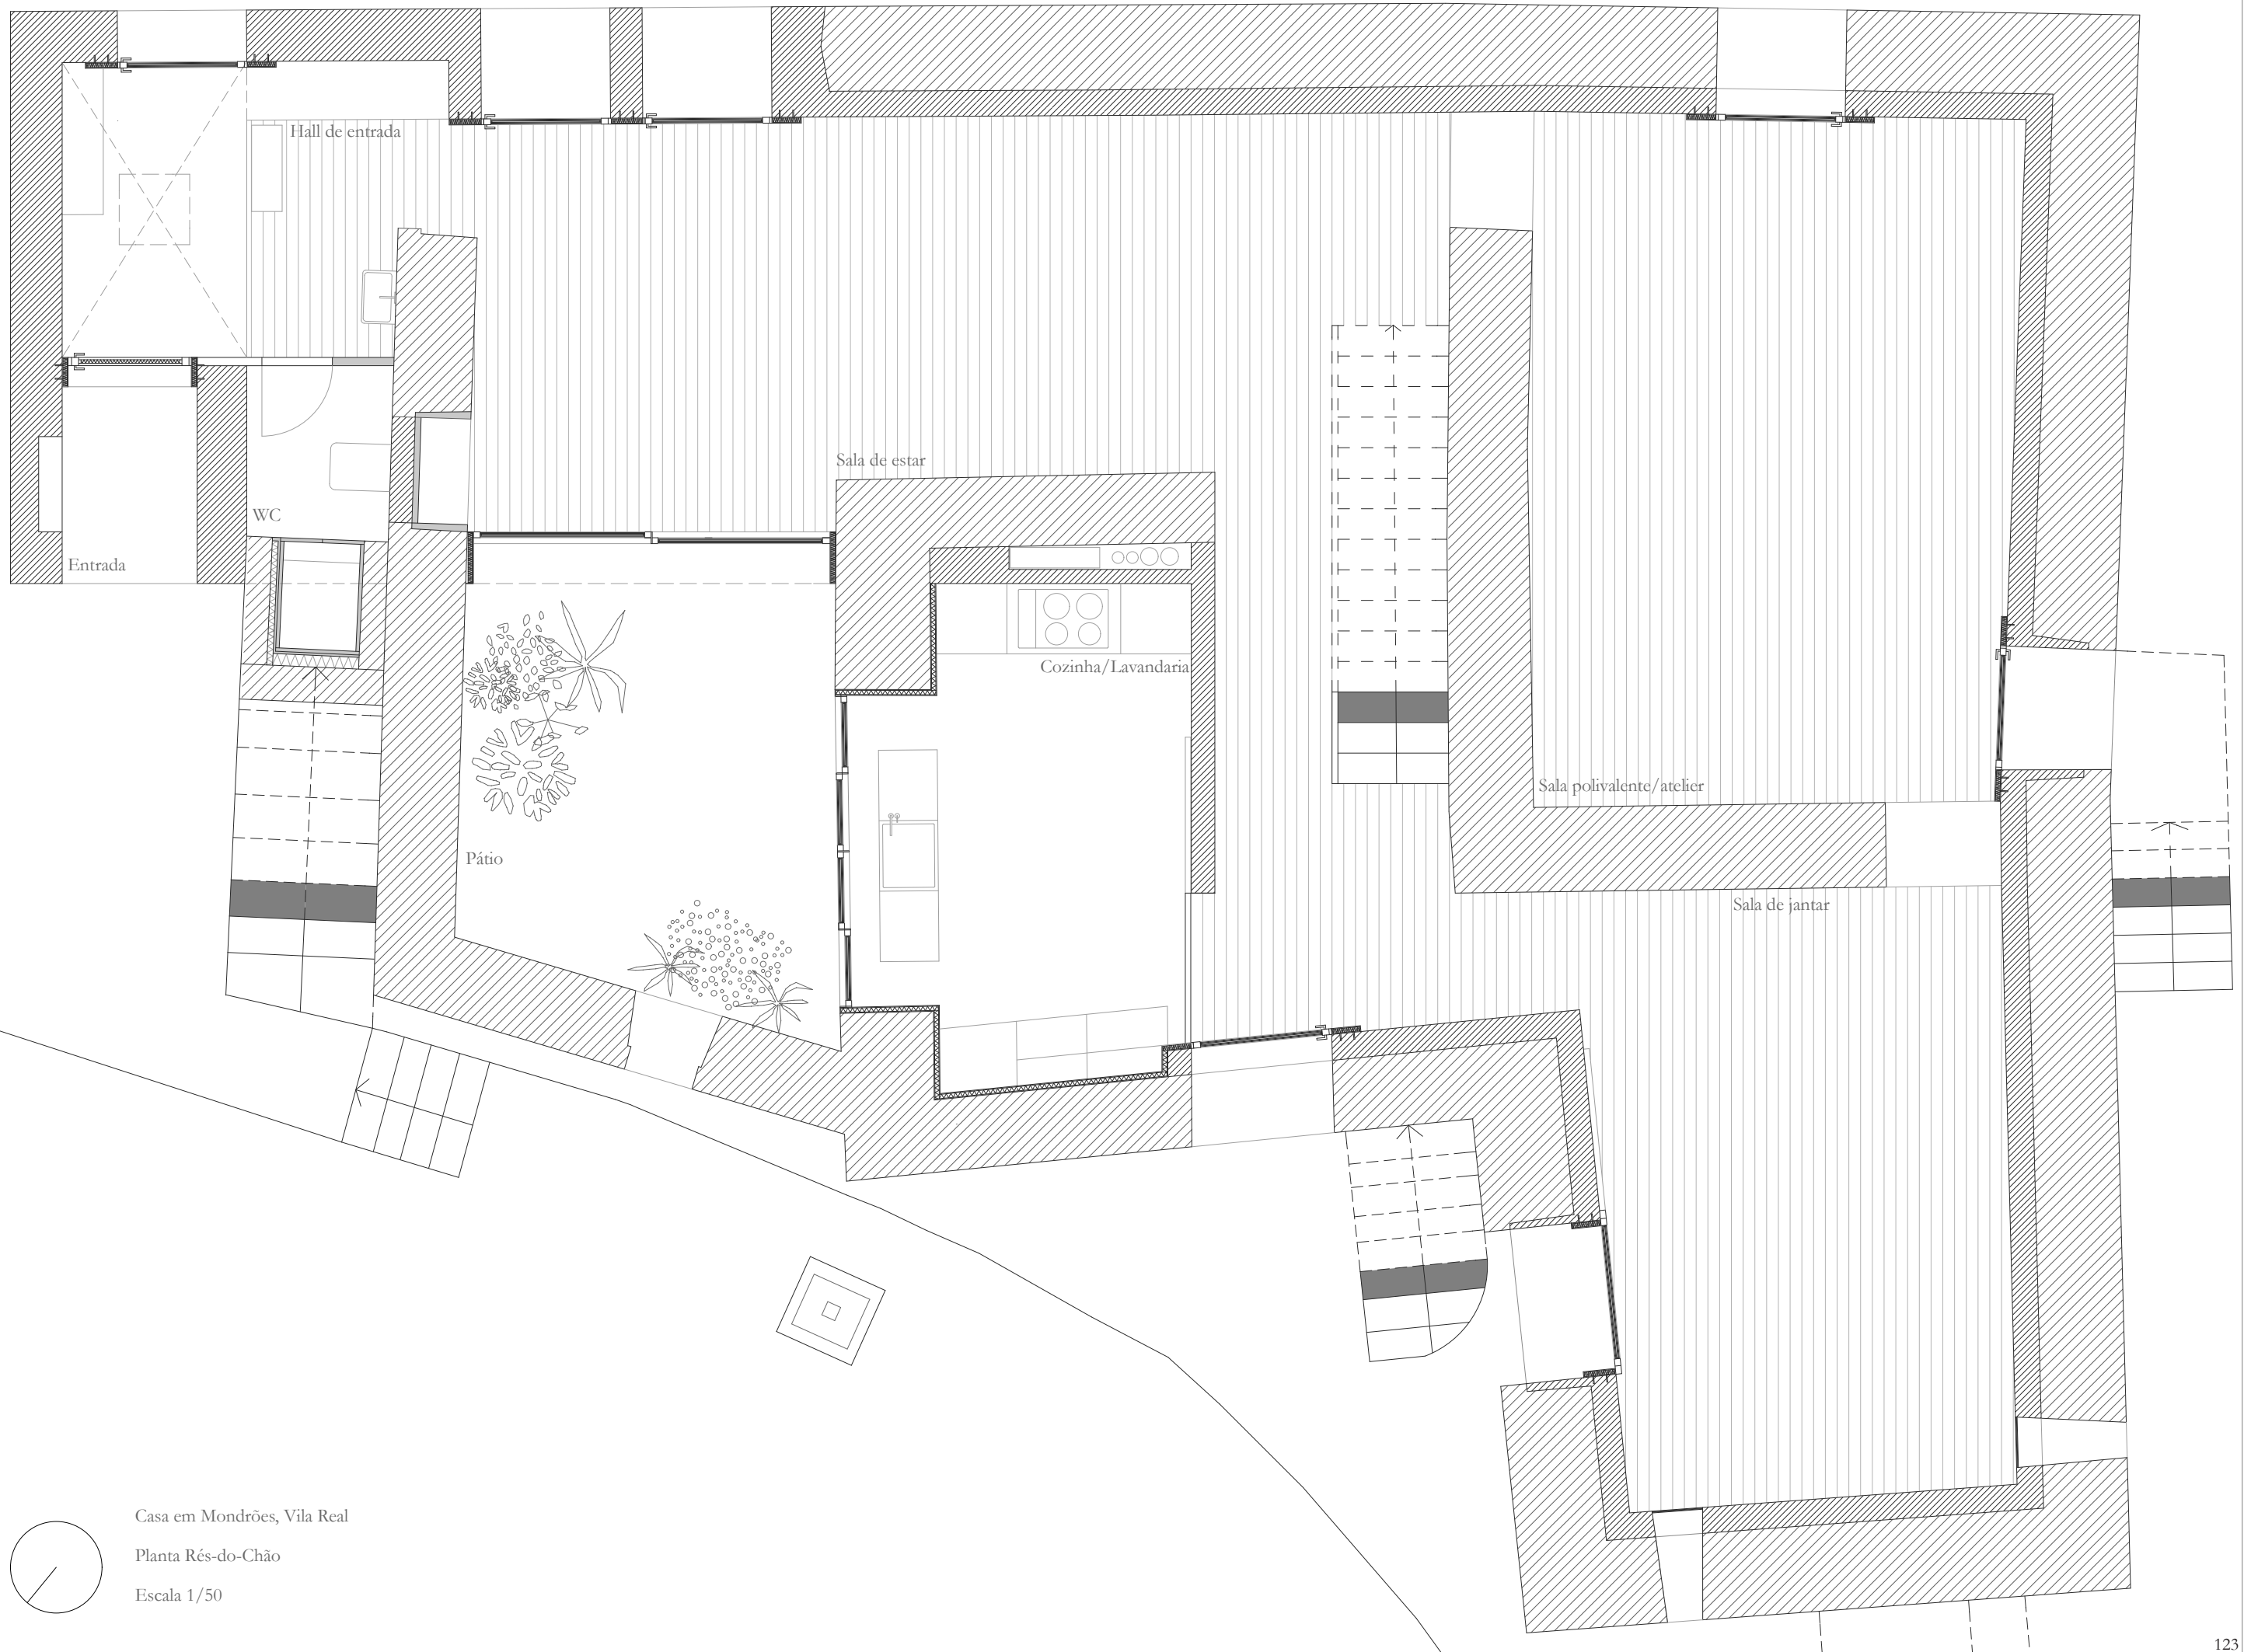 Hall de entrada
Sala de estar
WC
Entrada
Cozinha/Lavandaria
Sala polivalente/atelier
Pátio
Sala de jantar
Casa em Mondrões, Vila Real
Planta Rés-do-Chão
Escala 1/50
123